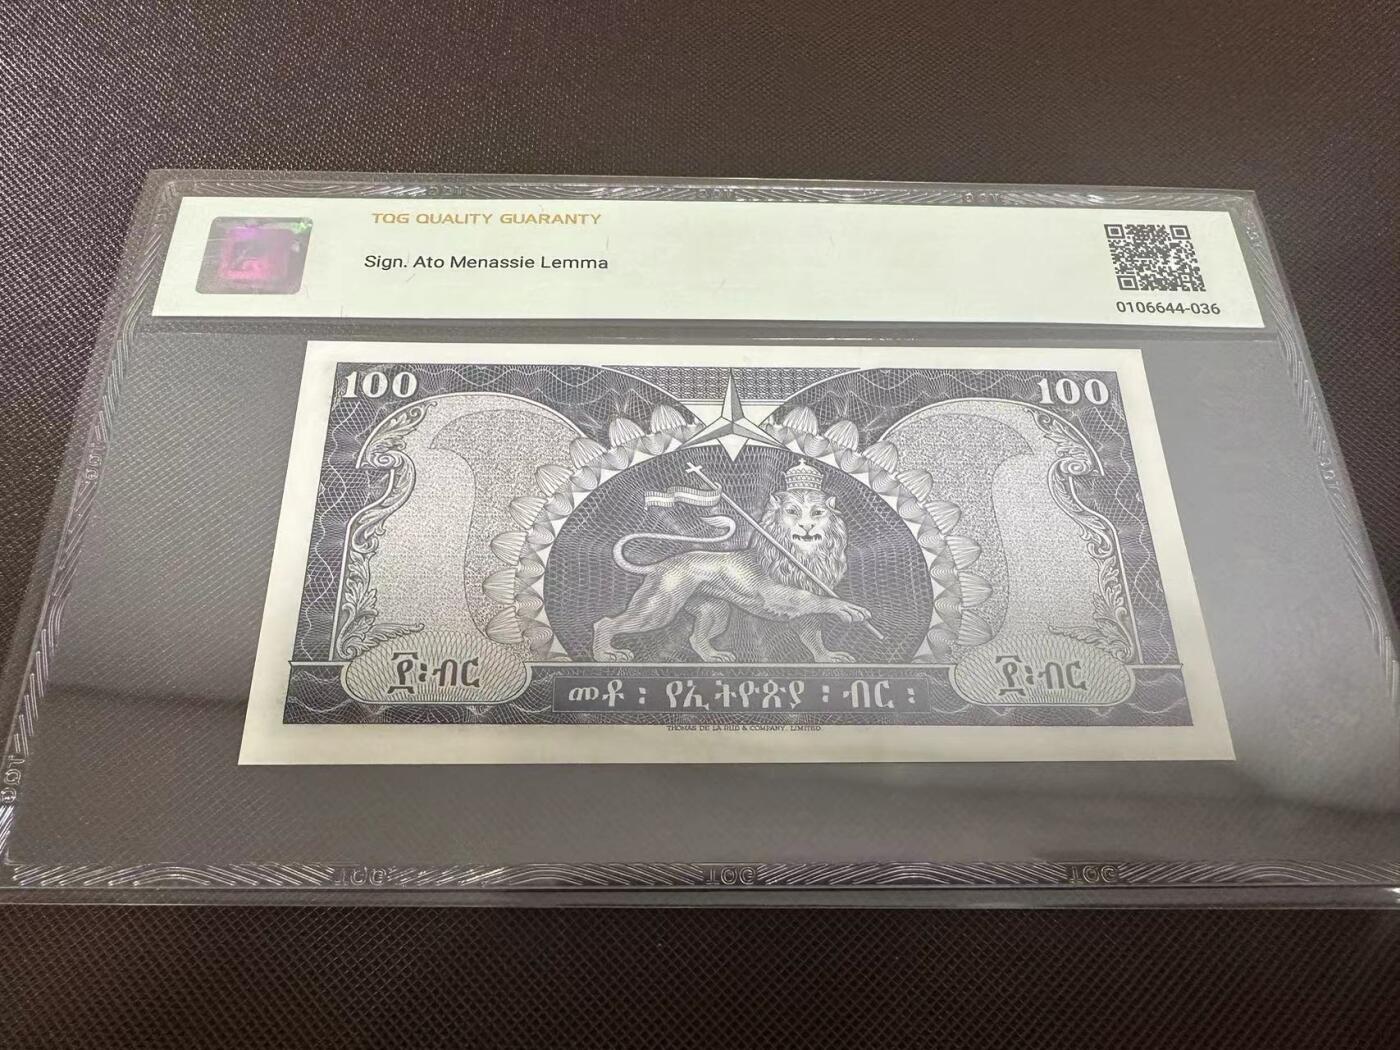 TQG QUALITY GUARANTY
Sign. Ato Menassie Lemma
0106644-036
100
100
፻፡ብር
፻፡ብር
መቶ ፡ የኢትዮጵያ ፡ ብር ፡
THOMAS DE LA RUE & COMPANY, LIMITED.